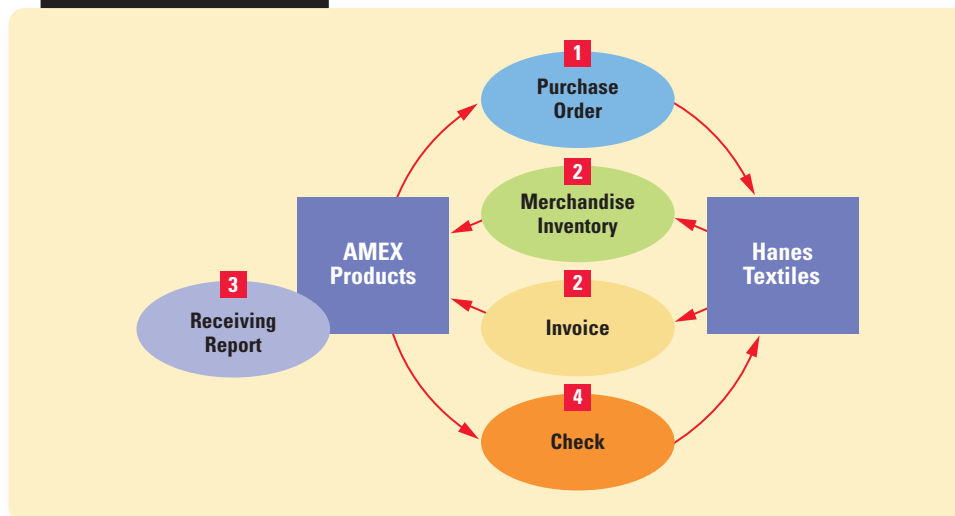 1
Purchase
Order
2
Merchandise
Inventory
AMEX
Products
Hanes
Textiles
3
Receiving
Report
2
Invoice
4
Check